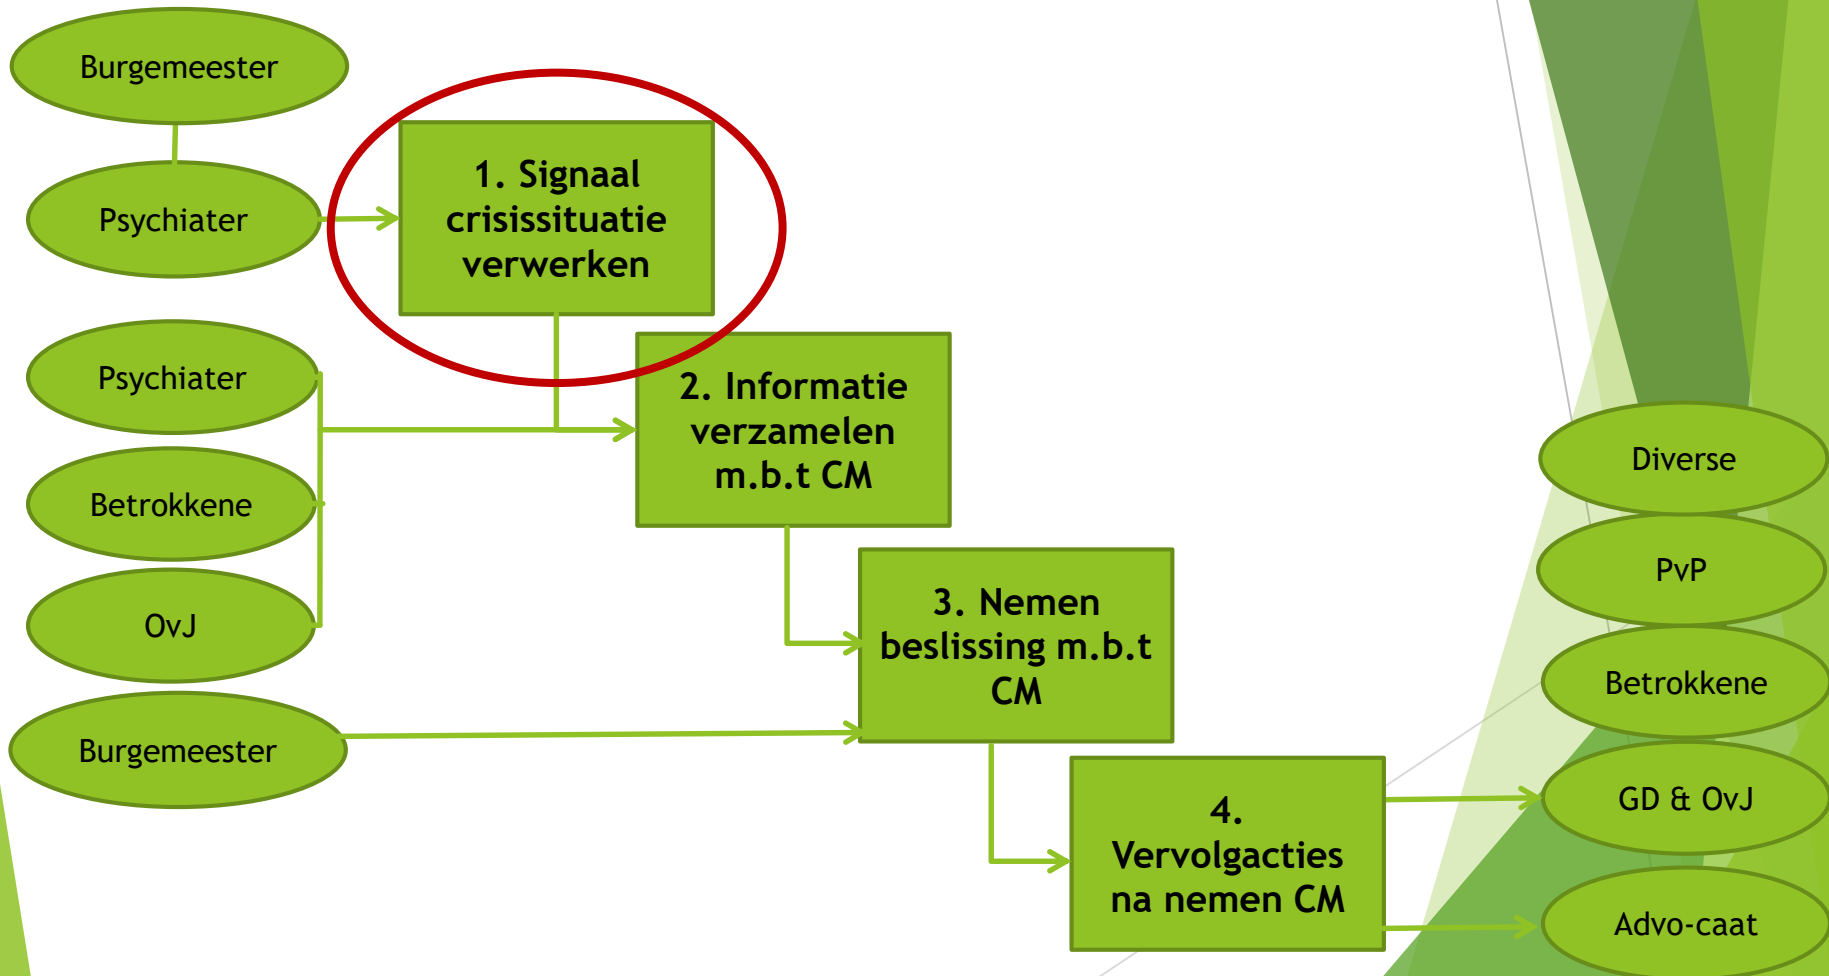 Burgemeester
Psychiater
1. Signaal
crisissituatie
verwerken
Psychiater
Betrokkene
OvJ
Burgemeester
2. Informatie
verzamelen
m.b.t CM
3. Nemen
beslissing m.b.t
CM
4.
Vervolgacties
na nemen CM
Diverse
PvP
Betrokkene
GD & OvJ
Advo-caat